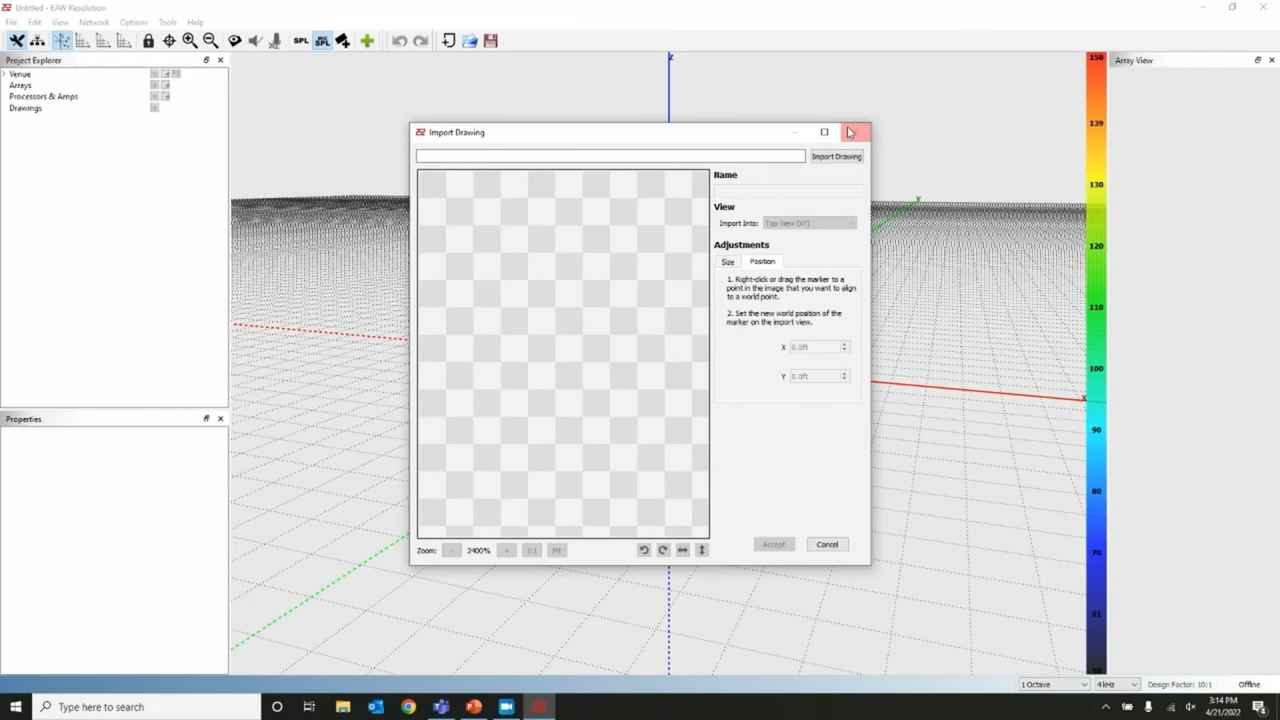 Untitled - EAW Resolution
File Edit View Network Options Tools Help
SPL
SPL
Project Explorer
Venue
Arrays
Processors & Amps
Drawings
Properties
Z
Y
X
Import Drawing
Import Drawing
Name
View
Import Into: Top View (XY)
Adjustments
Size Position
1. Right-click or drag the marker to a
point in the image that you want to align
to a world point.
2. Set the new world position of the
marker on the import view.
X 0.0ft
Y 0.0ft
Zoom: - 2400% + 1:1 Fit
Accept Cancel
150
139
130
120
110
100
90
80
70
61
50
Array View
1 Octave 4 kHz Design Factor: 10:1 Offline
Type here to search
3:14 PM
4/21/2022